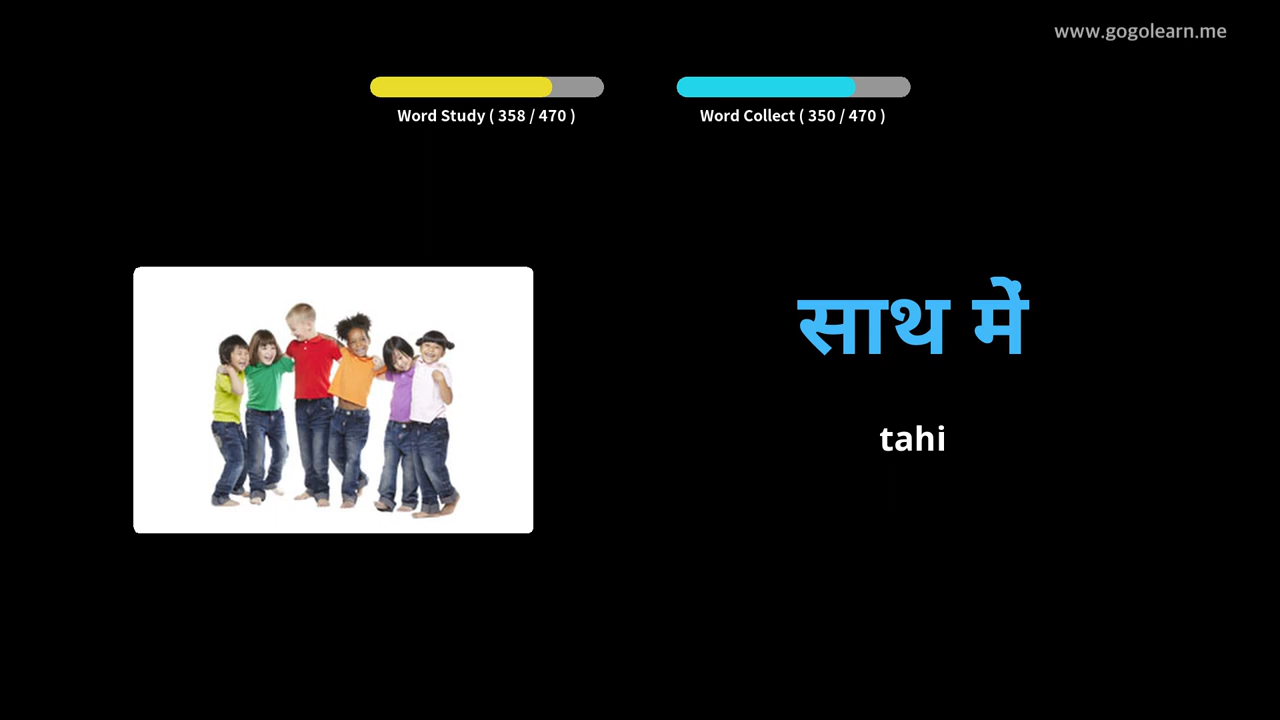 www.gogolearn.me
Word Study ( 358 / 470 )
Word Collect ( 350 / 470 )
साथ में
tahi